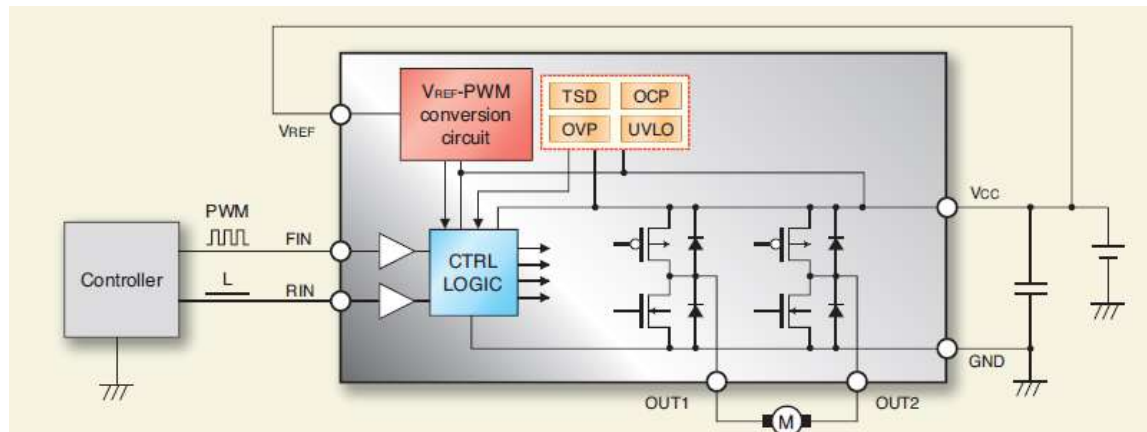 VREF-PWM
conversion
circuit
TSD
OCP
OVP
UVLO
VREF
VCC
PWM
FIN
Controller
CTRL
LOGIC
L
RIN
GND
OUT1
M
OUT2